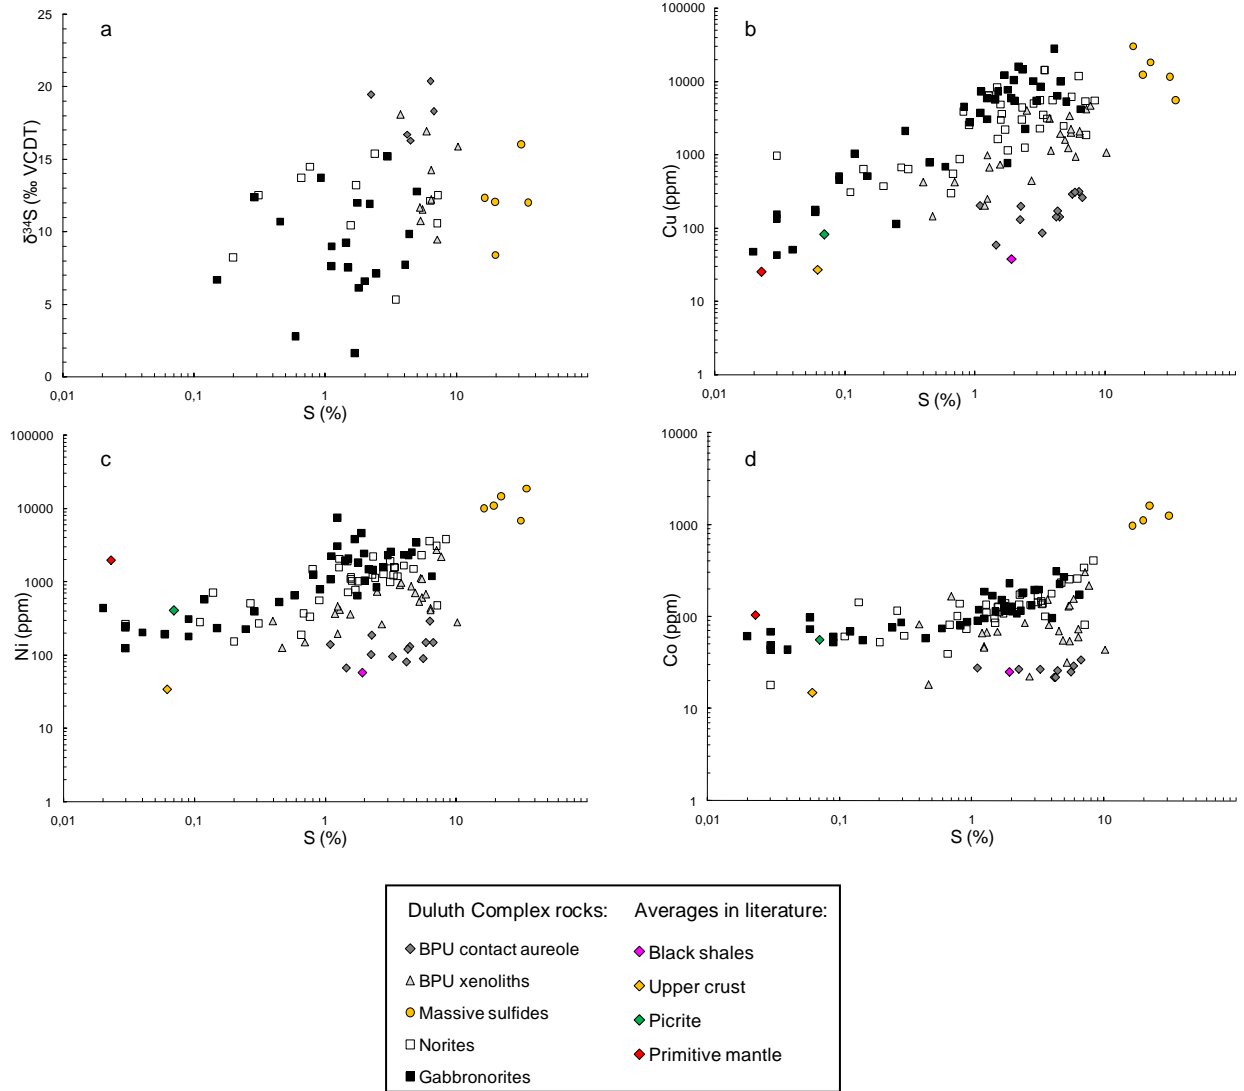 a
25
20
15
10
5
0
δ³⁴S (‰ VCDT)
0,01 0,1 1 10
S (%)
b
100000
10000
1000
100
10
1
Cu (ppm)
0,01 0,1 1 10
S (%)
c
100000
10000
1000
100
10
1
Ni (ppm)
0,01 0,1 1 10
S (%)
d
10000
1000
100
10
1
Co (ppm)
0,01 0,1 1 10
S (%)
Duluth Complex rocks:
BPU contact aureole
BPU xenoliths
Massive sulfides
Norites
Gabbronorites
Averages in literature:
Black shales
Upper crust
Picrite
Primitive mantle